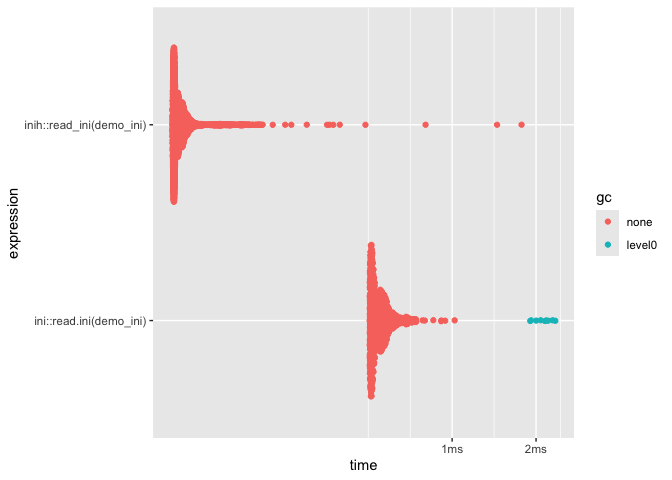 expression
inih::read_ini(demo_ini)
ini::read.ini(demo_ini)
1ms
2ms
time
gc
none
level0